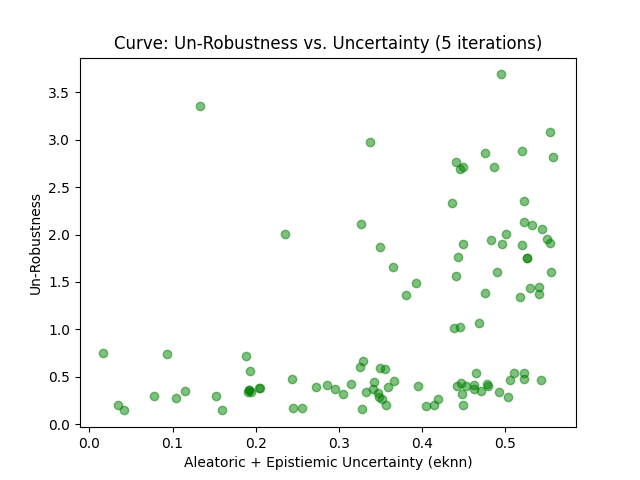 Curve: Un-Robustness vs. Uncertainty (5 iterations)
Un-Robustness
3.5
3.0
2.5
2.0
1.5
1.0
0.5
0.0
0.0 0.1 0.2 0.3 0.4 0.5
Aleatoric + Epistiemic Uncertainty (eknn)